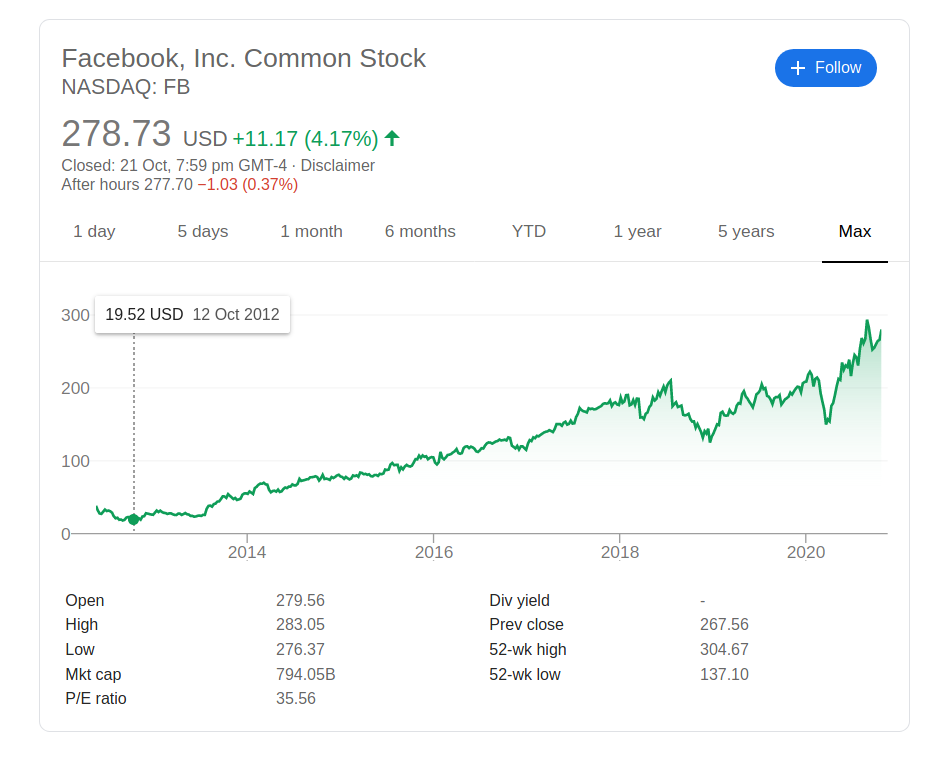 Facebook, Inc. Common Stock
NASDAQ: FB
+ Follow
278.73 USD +11.17 (4.17%)
Closed: 21 Oct, 7:59 pm GMT-4 · Disclaimer
After hours 277.70 −1.03 (0.37%)
1 day 5 days 1 month 6 months YTD 1 year 5 years Max
300
19.52 USD 12 Oct 2012
200
100
0
2014 2016 2018 2020
Open 279.56 Div yield -
High 283.05 Prev close 267.56
Low 276.37 52-wk high 304.67
Mkt cap 794.05B 52-wk low 137.10
P/E ratio 35.56